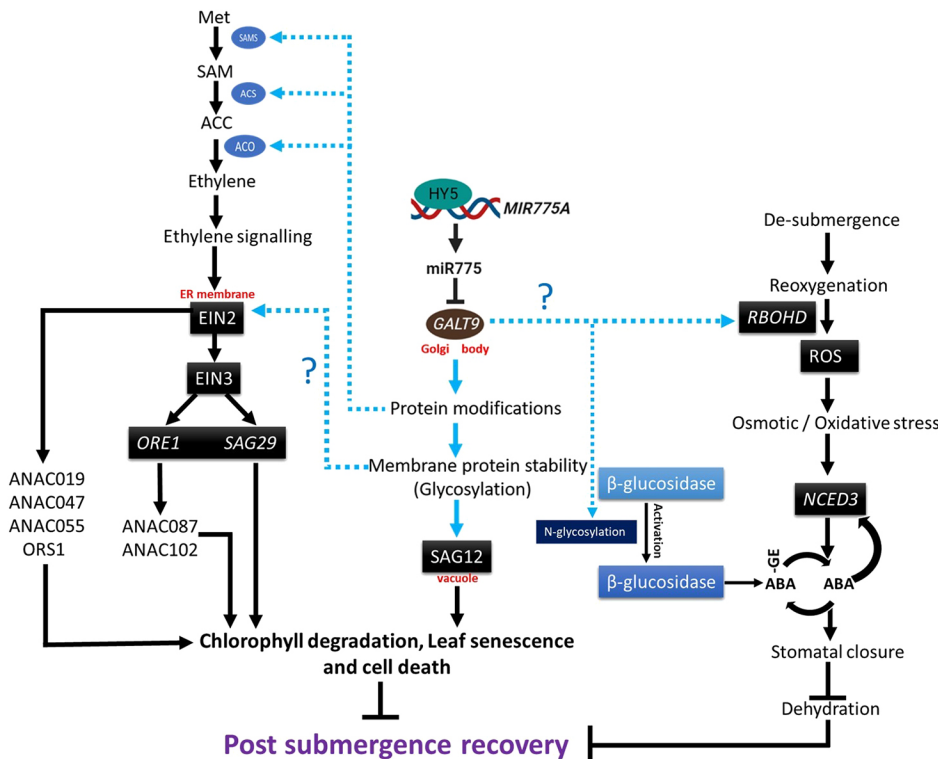 Met
SAMS
SAM
ACS
ACC
ACO
Ethylene
Ethylene signalling
ER membrane
EIN2
EIN3
ORE1 SAG29
ANAC019
ANAC047
ANAC055
ORS1
ANAC087
ANAC102
?
HY5
MIR775A
miR775
GALT9
Golgi body
?
Protein modifications
Membrane protein stability
(Glycosylation)
SAG12
vacuole
β-glucosidase
N-glycosylation
Activation
β-glucosidase
De-submergence
Reoxygenation
RBOHD
ROS
Osmotic / Oxidative stress
NCED3
-GE
ABA ABA
Stomatal closure
Dehydration
Chlorophyll degradation, Leaf senescence
and cell death
Post submergence recovery